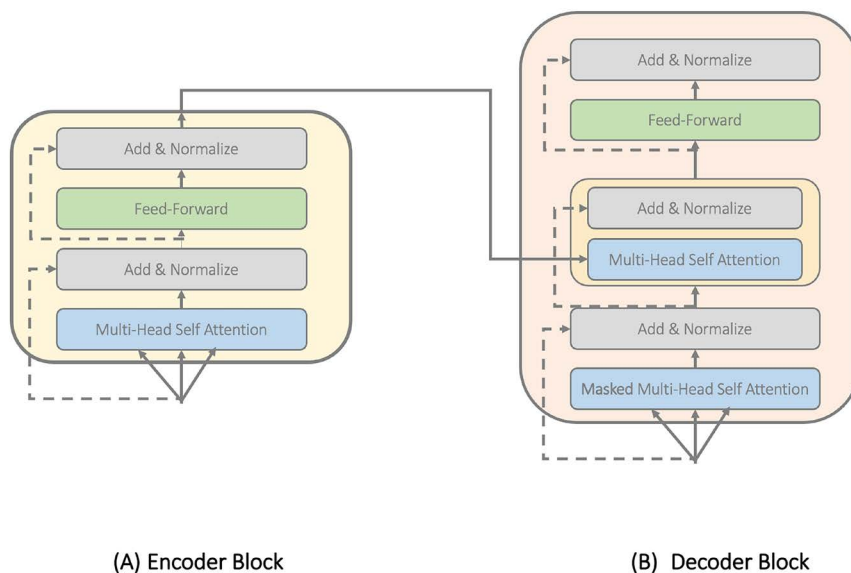 Add & Normalize
Feed-Forward
Add & Normalize
Multi-Head Self Attention
Add & Normalize
Feed-Forward
Add & Normalize
Multi-Head Self Attention
Add & Normalize
Masked Multi-Head Self Attention
(A) Encoder Block
(B) Decoder Block